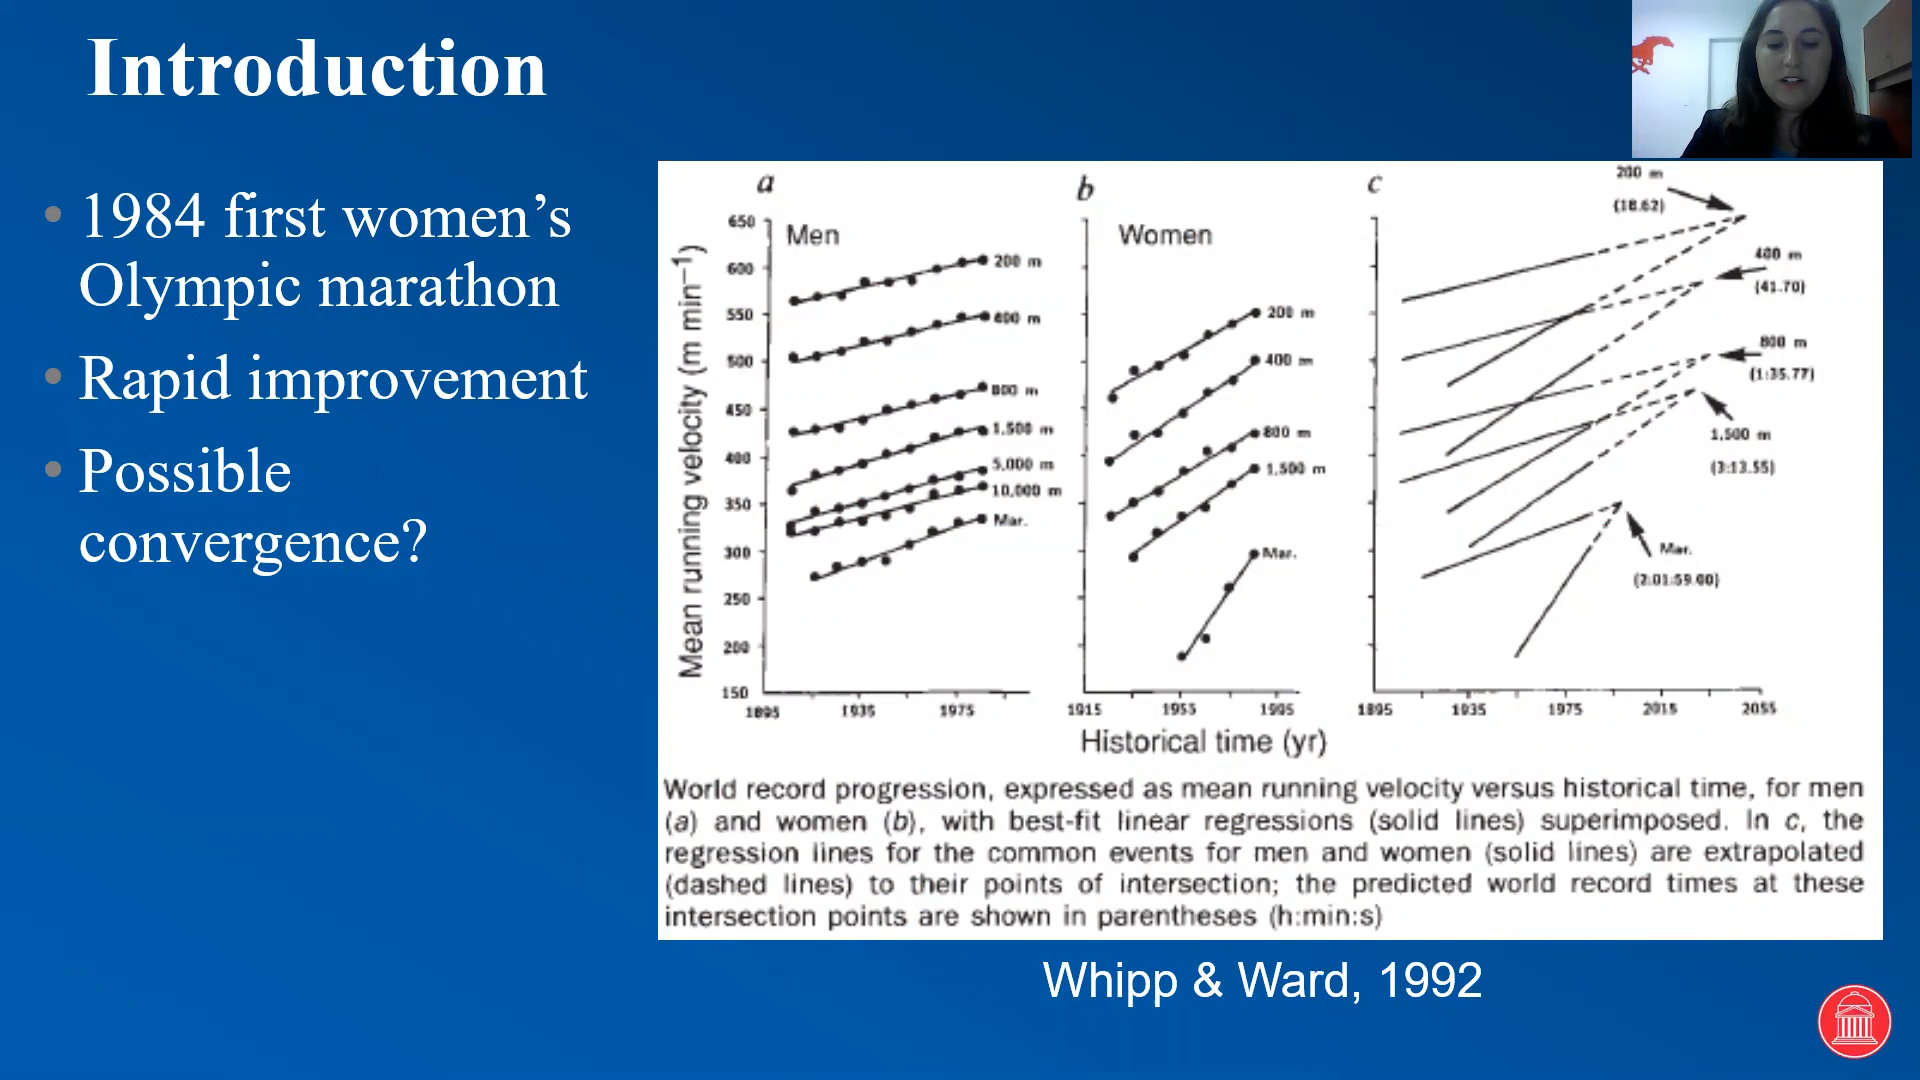 Introduction
• 1984 first women’s
Olympic marathon
• Rapid improvement
• Possible
convergence?
a
b
c
Men
Women
Mean running velocity (m min–1)
650
600
550
500
450
400
350
300
250
200
150
200 m
400 m
800 m
1,500 m
5,000 m
10,000 m
Mar.
1895
1935
1975
200 m
400 m
800 m
1,500 m
Mar.
1915
1955
1995
200 m
(18.62)
400 m
(41.70)
800 m
(1:35.77)
1,500 m
(3:13.55)
Mar.
(2:01:59.00)
1895
1935
1975
2015
2055
Historical time (yr)
World record progression, expressed as mean running velocity versus historical time, for men
(a) and women (b), with best-fit linear regressions (solid lines) superimposed. In c, the
regression lines for the common events for men and women (solid lines) are extrapolated
(dashed lines) to their points of intersection; the predicted world record times at these
intersection points are shown in parentheses (h:min:s)
Whipp & Ward, 1992